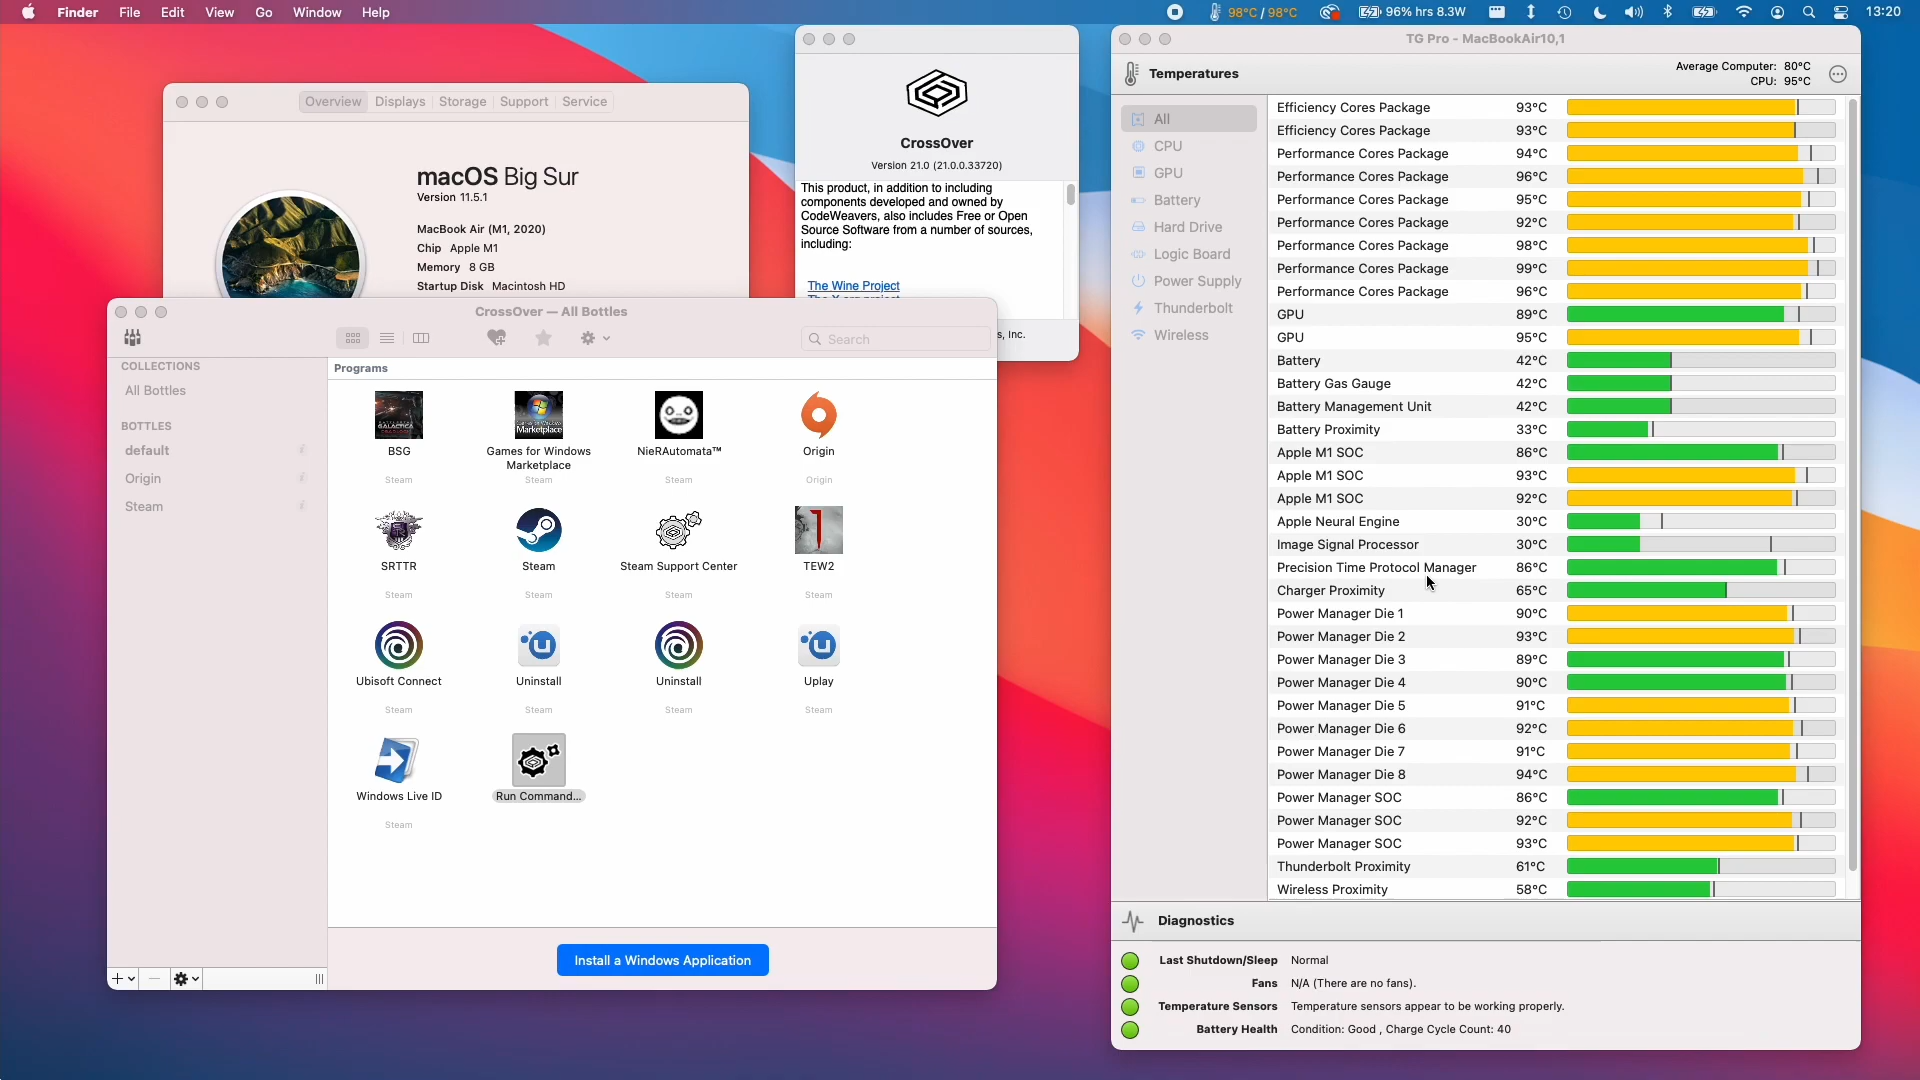 Finder File Edit View Go Window Help
98°C / 98°C 96% hrs 8.3W 13:20
Overview Displays Storage Support Service
macOS Big Sur
Version 11.5.1
MacBook Air (M1, 2020)
Chip Apple M1
Memory 8 GB
Startup Disk Macintosh HD
CrossOver
Version 21.0 (21.0.0.33720)
This product, in addition to including
components developed and owned by
CodeWeavers, also includes Free or Open
Source Software from a number of sources,
including:
The Wine Project
s, Inc.
CrossOver — All Bottles
Search
COLLECTIONS
All Bottles
BOTTLES
default
Origin
Steam
Programs
BSG
Steam
Games for Windows
Marketplace
Steam
NieRAutomata™
Steam
Origin
Origin
SRTTR
Steam
Steam
Steam
Steam Support Center
Steam
TEW2
Steam
Ubisoft Connect
Steam
Uninstall
Steam
Uninstall
Steam
Uplay
Steam
Windows Live ID
Steam
Run Command...
Install a Windows Application
TG Pro - MacBookAir10,1
Temperatures
Average Computer: 80°C
CPU: 95°C
All
CPU
GPU
Battery
Hard Drive
Logic Board
Power Supply
Thunderbolt
Wireless
Efficiency Cores Package 93°C
Efficiency Cores Package 93°C
Performance Cores Package 94°C
Performance Cores Package 96°C
Performance Cores Package 95°C
Performance Cores Package 92°C
Performance Cores Package 98°C
Performance Cores Package 99°C
Performance Cores Package 96°C
GPU 89°C
GPU 95°C
Battery 42°C
Battery Gas Gauge 42°C
Battery Management Unit 42°C
Battery Proximity 33°C
Apple M1 SOC 86°C
Apple M1 SOC 93°C
Apple M1 SOC 92°C
Apple Neural Engine 30°C
Image Signal Processor 30°C
Precision Time Protocol Manager 86°C
Charger Proximity 65°C
Power Manager Die 1 90°C
Power Manager Die 2 93°C
Power Manager Die 3 89°C
Power Manager Die 4 90°C
Power Manager Die 5 91°C
Power Manager Die 6 92°C
Power Manager Die 7 91°C
Power Manager Die 8 94°C
Power Manager SOC 86°C
Power Manager SOC 92°C
Power Manager SOC 93°C
Thunderbolt Proximity 61°C
Wireless Proximity 58°C
Diagnostics
Last Shutdown/Sleep Normal
Fans N/A (There are no fans).
Temperature Sensors Temperature sensors appear to be working properly.
Battery Health Condition: Good , Charge Cycle Count: 40